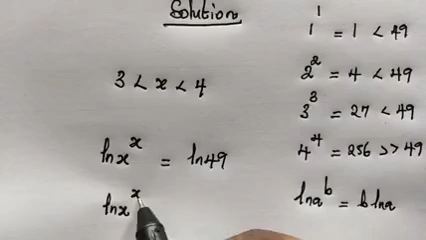 Solution
3 < x < 4
ln x^x = ln 49
ln x^x
1^1 = 1 < 49
2^2 = 4 < 49
3^3 = 27 < 49
4^4 = 256 >> 49
ln a^b = b ln a